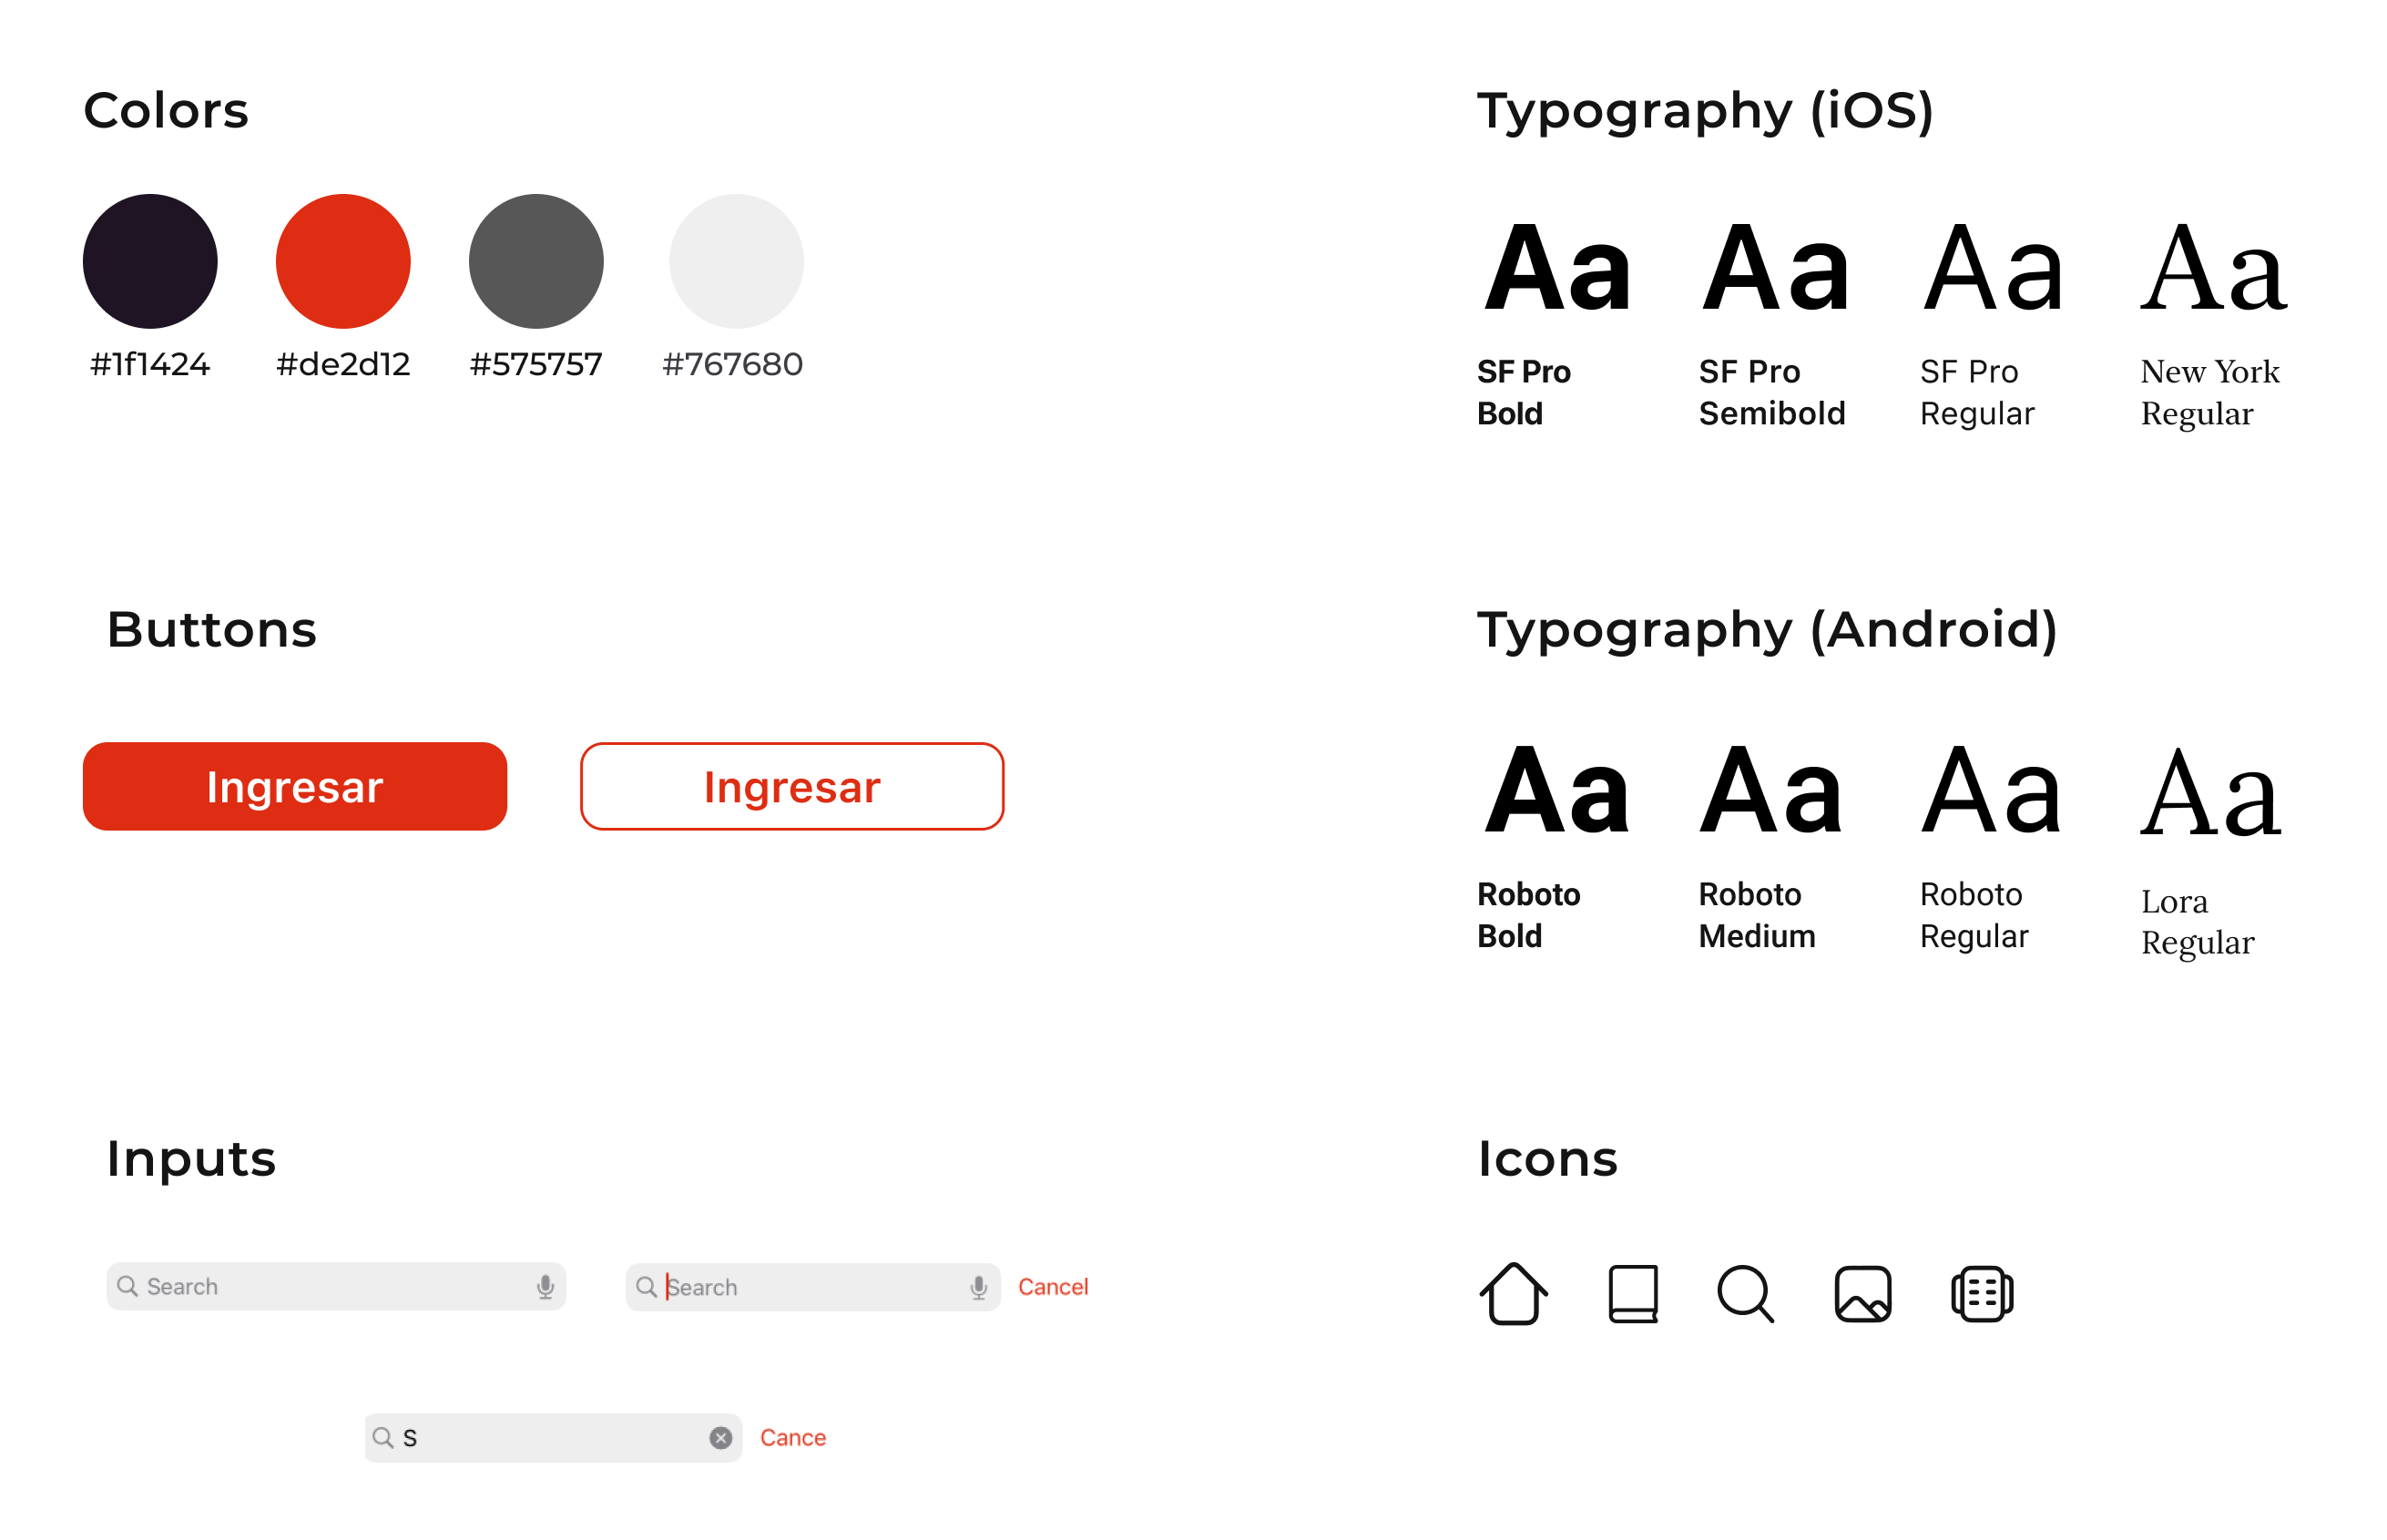 Colors
#1f1424
#de2d12
#575757
#767680
Typography (iOS)
Aa
Aa
Aa
Aa
SF Pro
Bold
SF Pro
Semibold
SF Pro
Regular
New York
Regular
Buttons
Ingresar
Ingresar
Typography (Android)
Aa
Aa
Aa
Aa
Roboto
Bold
Roboto
Medium
Roboto
Regular
Lora
Regular
Inputs
Search
Search
Cancel
S
Cance
Icons